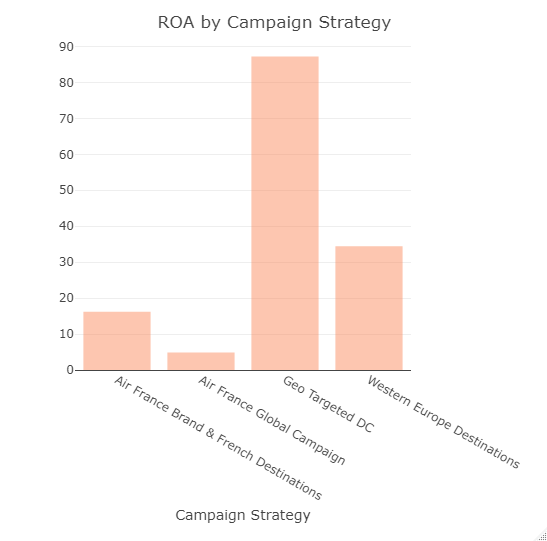 ROA by Campaign Strategy
90
80
70
60
50
40
30
20
10
0
Air France Brand & French Destinations
Air France Global Campaign
Geo Targeted DC
Western Europe Destinations
Campaign Strategy